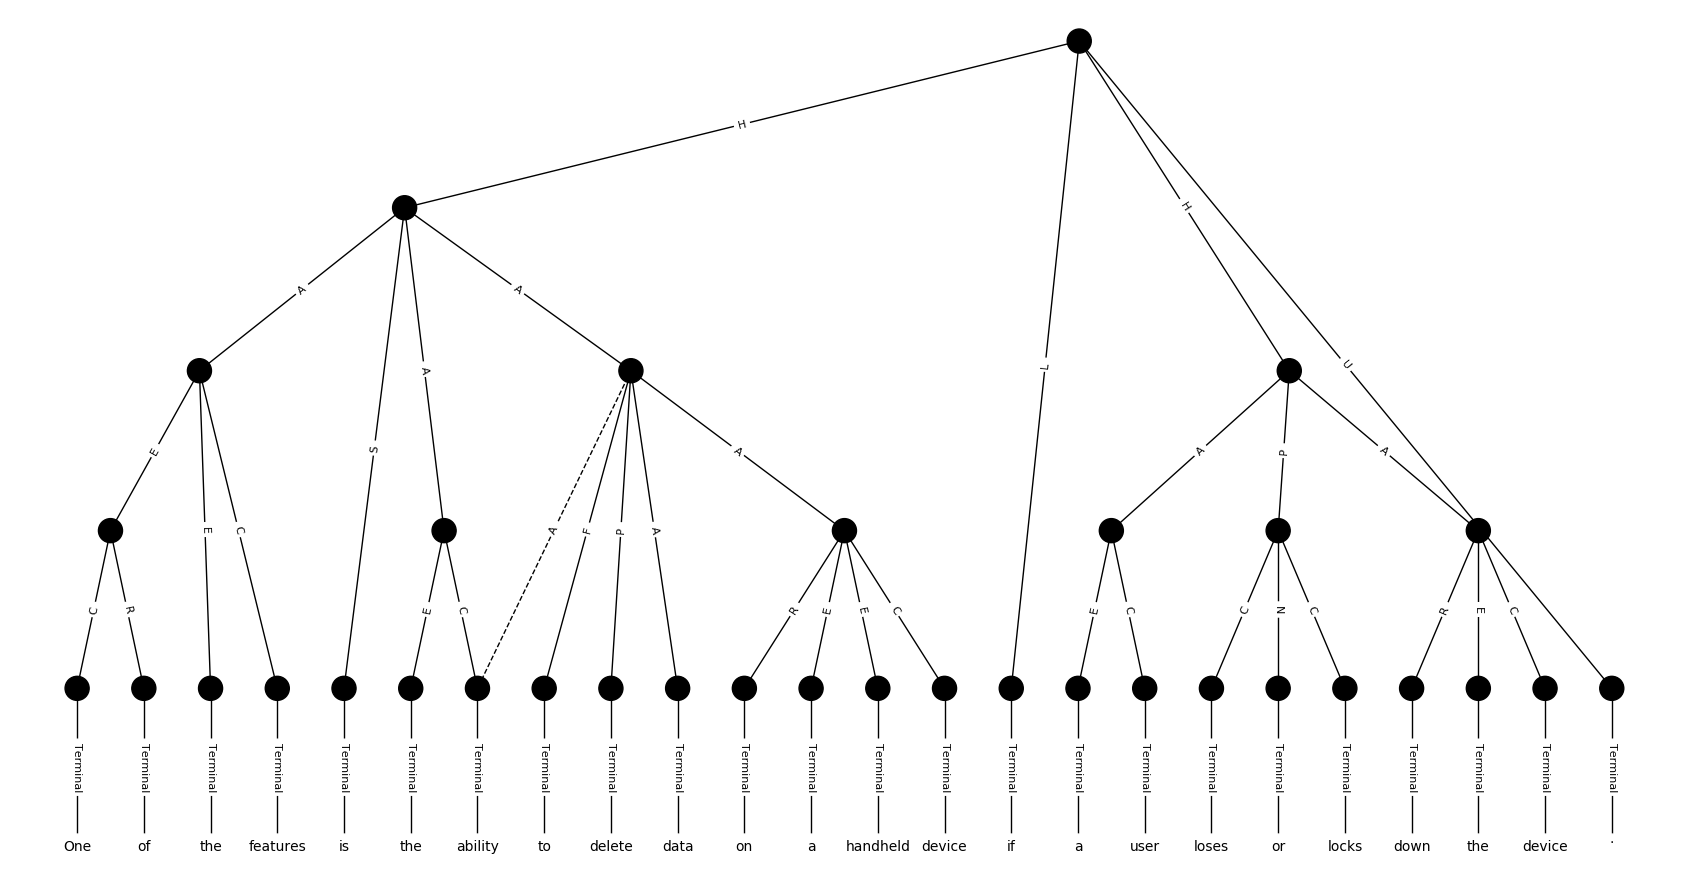 H
H
A
A
A
L
U
S
E
A
A
P
A
E
C
A
F
P
A
C
R
E
C
R
E
E
C
E
C
C
N
C
R
E
C
Terminal Terminal Terminal Terminal Terminal Terminal Terminal Terminal Terminal Terminal Terminal Terminal Terminal Terminal Terminal Terminal Terminal Terminal Terminal Terminal Terminal Terminal Terminal Terminal
One of the features is the ability to delete data on a handheld device if a user loses or locks down the device .